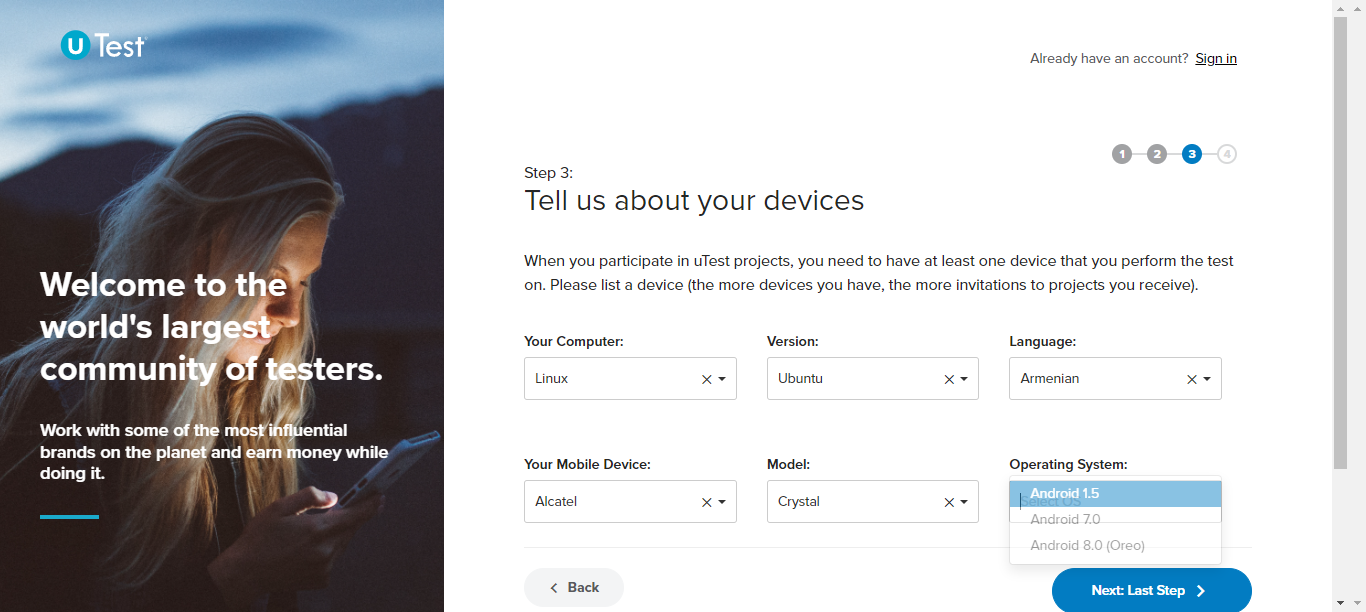 uTest
Already have an account? Sign in
1 2 3 4
Step 3:
Tell us about your devices
Welcome to the
world's largest
community of testers.
Work with some of the most influential
brands on the planet and earn money while
doing it.
When you participate in uTest projects, you need to have at least one device that you perform the test
on. Please list a device (the more devices you have, the more invitations to projects you receive).
Your Computer: Version: Language:
Linux Ubuntu Armenian
Your Mobile Device: Model: Operating System:
Alcatel Crystal Select OS
Android 1.5
Android 7.0
Android 8.0 (Oreo)
Back
Next: Last Step